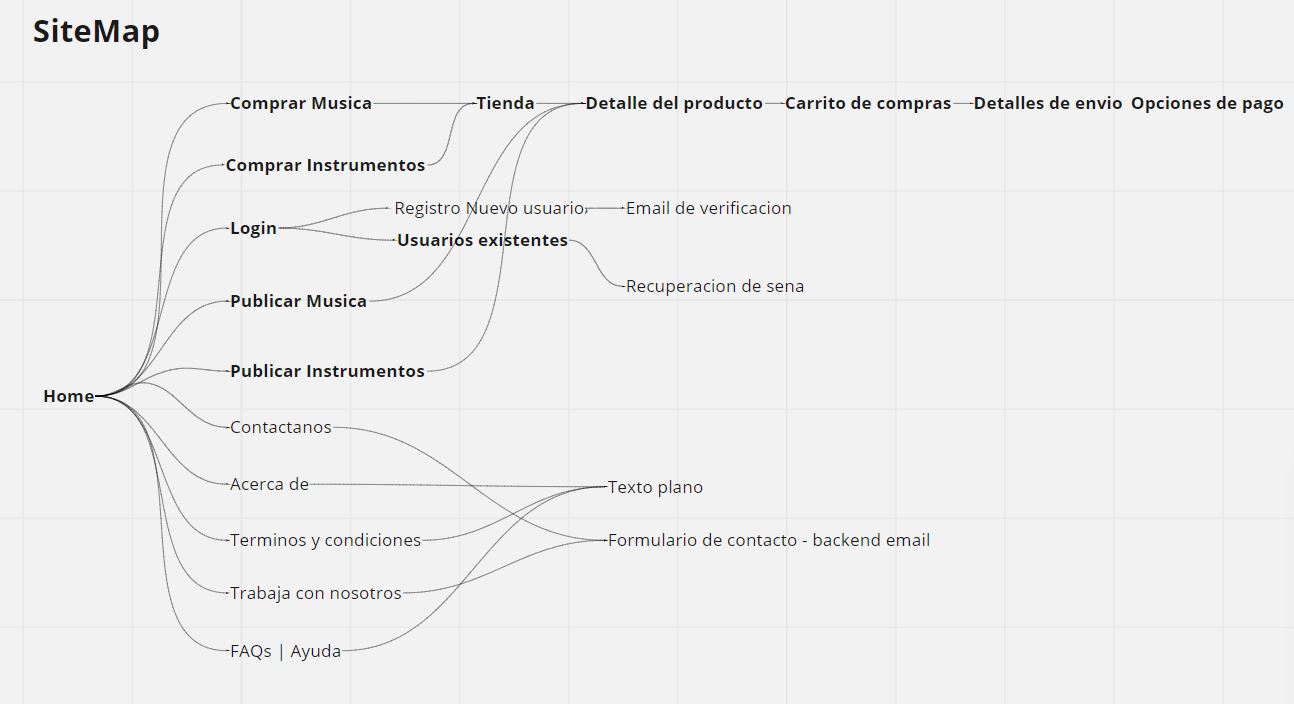 SiteMap
Comprar Musica Tienda Detalle del producto Carrito de compras Detalles de envio Opciones de pago
Comprar Instrumentos
Registro Nuevo usuario Email de verificacion
Login
Usuarios existentes
Recuperacion de sena
Publicar Musica
Publicar Instrumentos
Home
Contactanos
Acerca de Texto plano
Terminos y condiciones Formulario de contacto - backend email
Trabaja con nosotros
FAQs | Ayuda